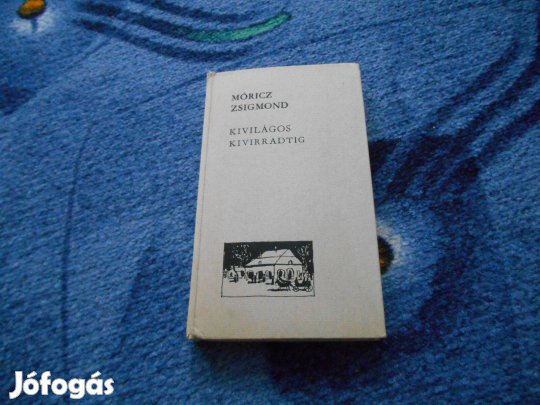 MÓRICZ
ZSIGMOND
KIVILÁGOS
KIVIRRADTIG
Jófogás